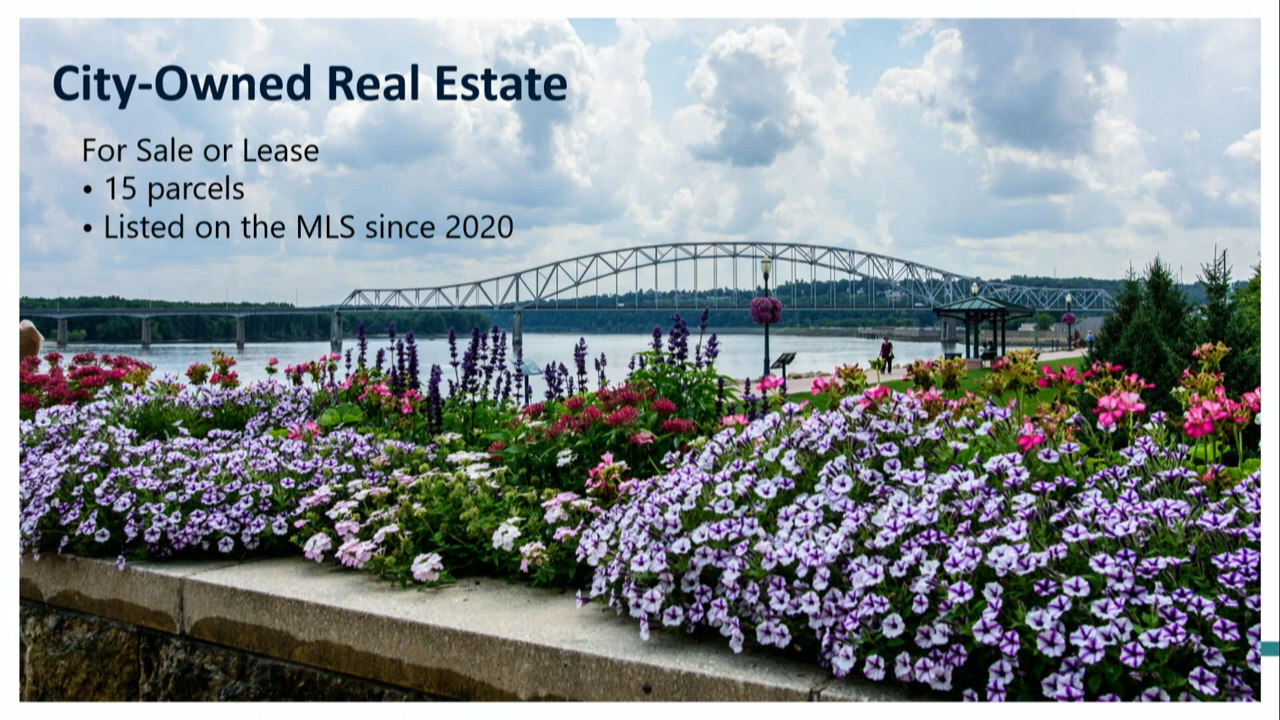 City-Owned Real Estate
For Sale or Lease
• 15 parcels
• Listed on the MLS since 2020